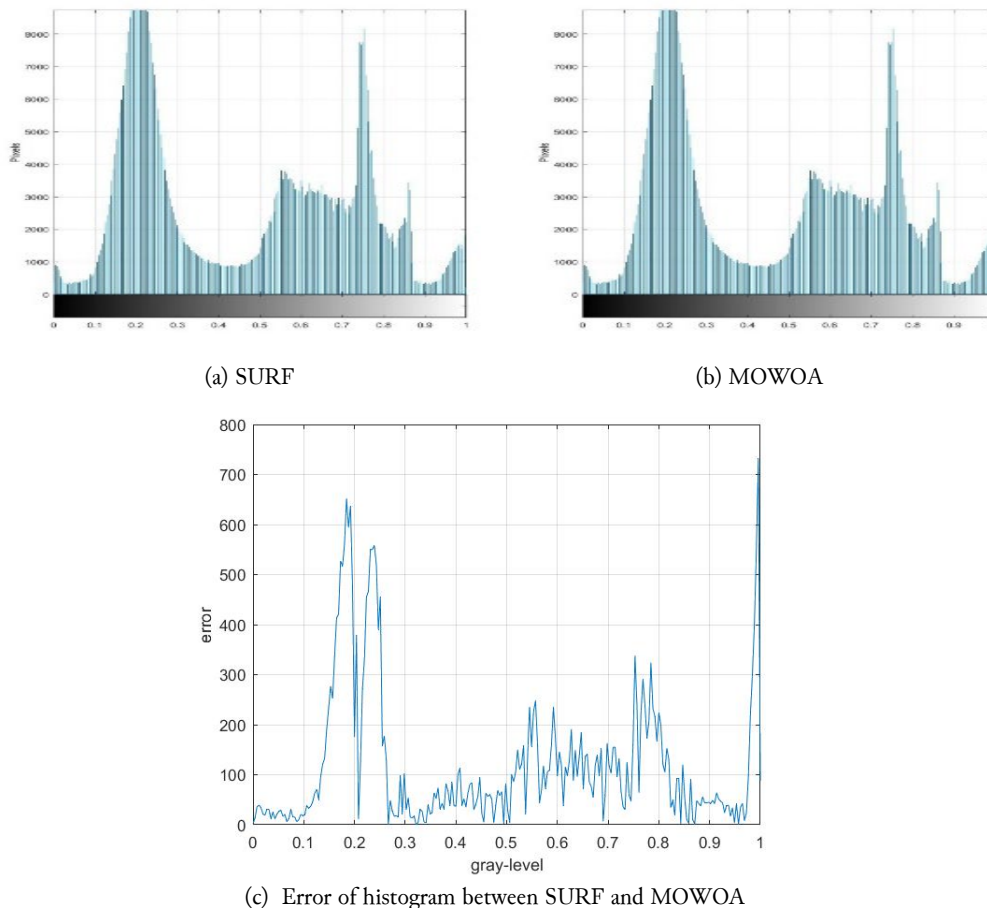 8000
7000
6000
5000
4000
3000
2000
1000
0
Pixels
0 0.1 0.2 0.3 0.4 0.5 0.6 0.7 0.8 0.9 1
8000
7000
6000
5000
4000
3000
2000
1000
0
Pixels
0 0.1 0.2 0.3 0.4 0.5 0.6 0.7 0.8 0.9
(a) SURF
(b) MOWOA
800
700
600
500
400
300
200
100
0
error
0 0.1 0.2 0.3 0.4 0.5 0.6 0.7 0.8 0.9 1
gray-level
(c) Error of histogram between SURF and MOWOA